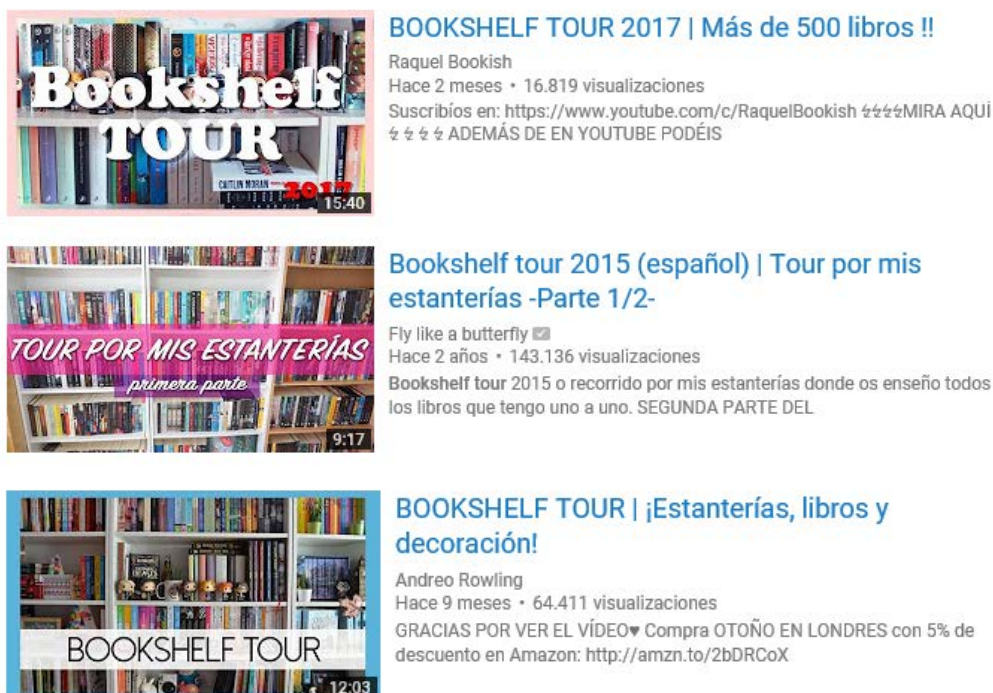 Bookshelf
TOUR
CAITLIN MORAN
2017
15:40
BOOKSHELF TOUR 2017 | Más de 500 libros !!
Raquel Bookish
Hace 2 meses • 16.819 visualizaciones
Suscribíos en: https://www.youtube.com/c/RaquelBookish ϟϟϟϟMIRA AQUÍ
ϟ ϟ ϟ ϟ ADEMÁS DE EN YOUTUBE PODÉIS
TOUR POR MIS ESTANTERÍAS
primera parte
9:17
Bookshelf tour 2015 (español) | Tour por mis
estanterías -Parte 1/2-
Fly like a butterfly
Hace 2 años • 143.136 visualizaciones
Bookshelf tour 2015 o recorrido por mis estanterías donde os enseño todos
los libros que tengo uno a uno. SEGUNDA PARTE DEL
BOOKSHELF TOUR
12:03
BOOKSHELF TOUR | ¡Estanterías, libros y
decoración!
Andreo Rowling
Hace 9 meses • 64.411 visualizaciones
GRACIAS POR VER EL VÍDEO♥ Compra OTOÑO EN LONDRES con 5% de
descuento en Amazon: http://amzn.to/2bDRCoX